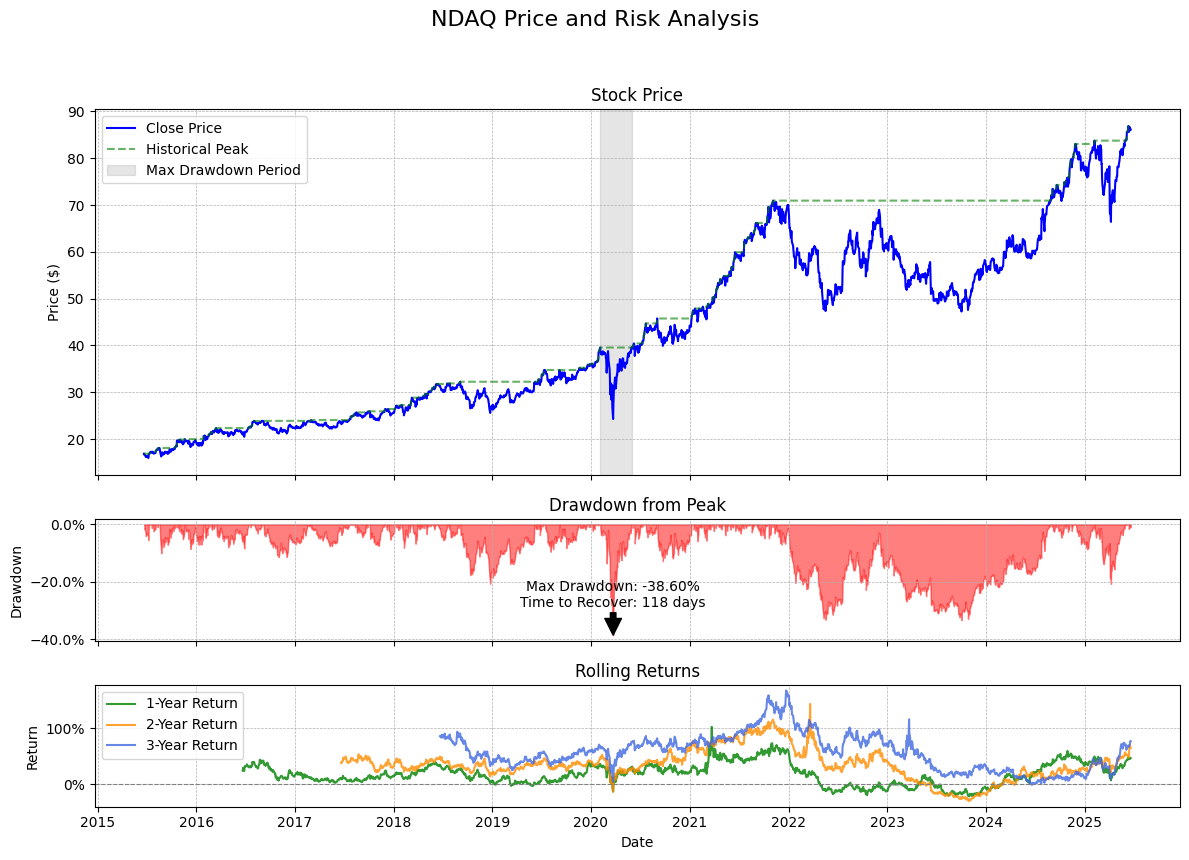 NDAQ Price and Risk Analysis
Stock Price
90
80
70
60
50
40
30
20
Price ($)
Close Price
Historical Peak
Max Drawdown Period
Drawdown from Peak
0.0%
−20.0%
−40.0%
Drawdown
Max Drawdown: -38.60%
Time to Recover: 118 days
Rolling Returns
100%
0%
Return
1-Year Return
2-Year Return
3-Year Return
2015 2016 2017 2018 2019 2020 2021 2022 2023 2024 2025
Date